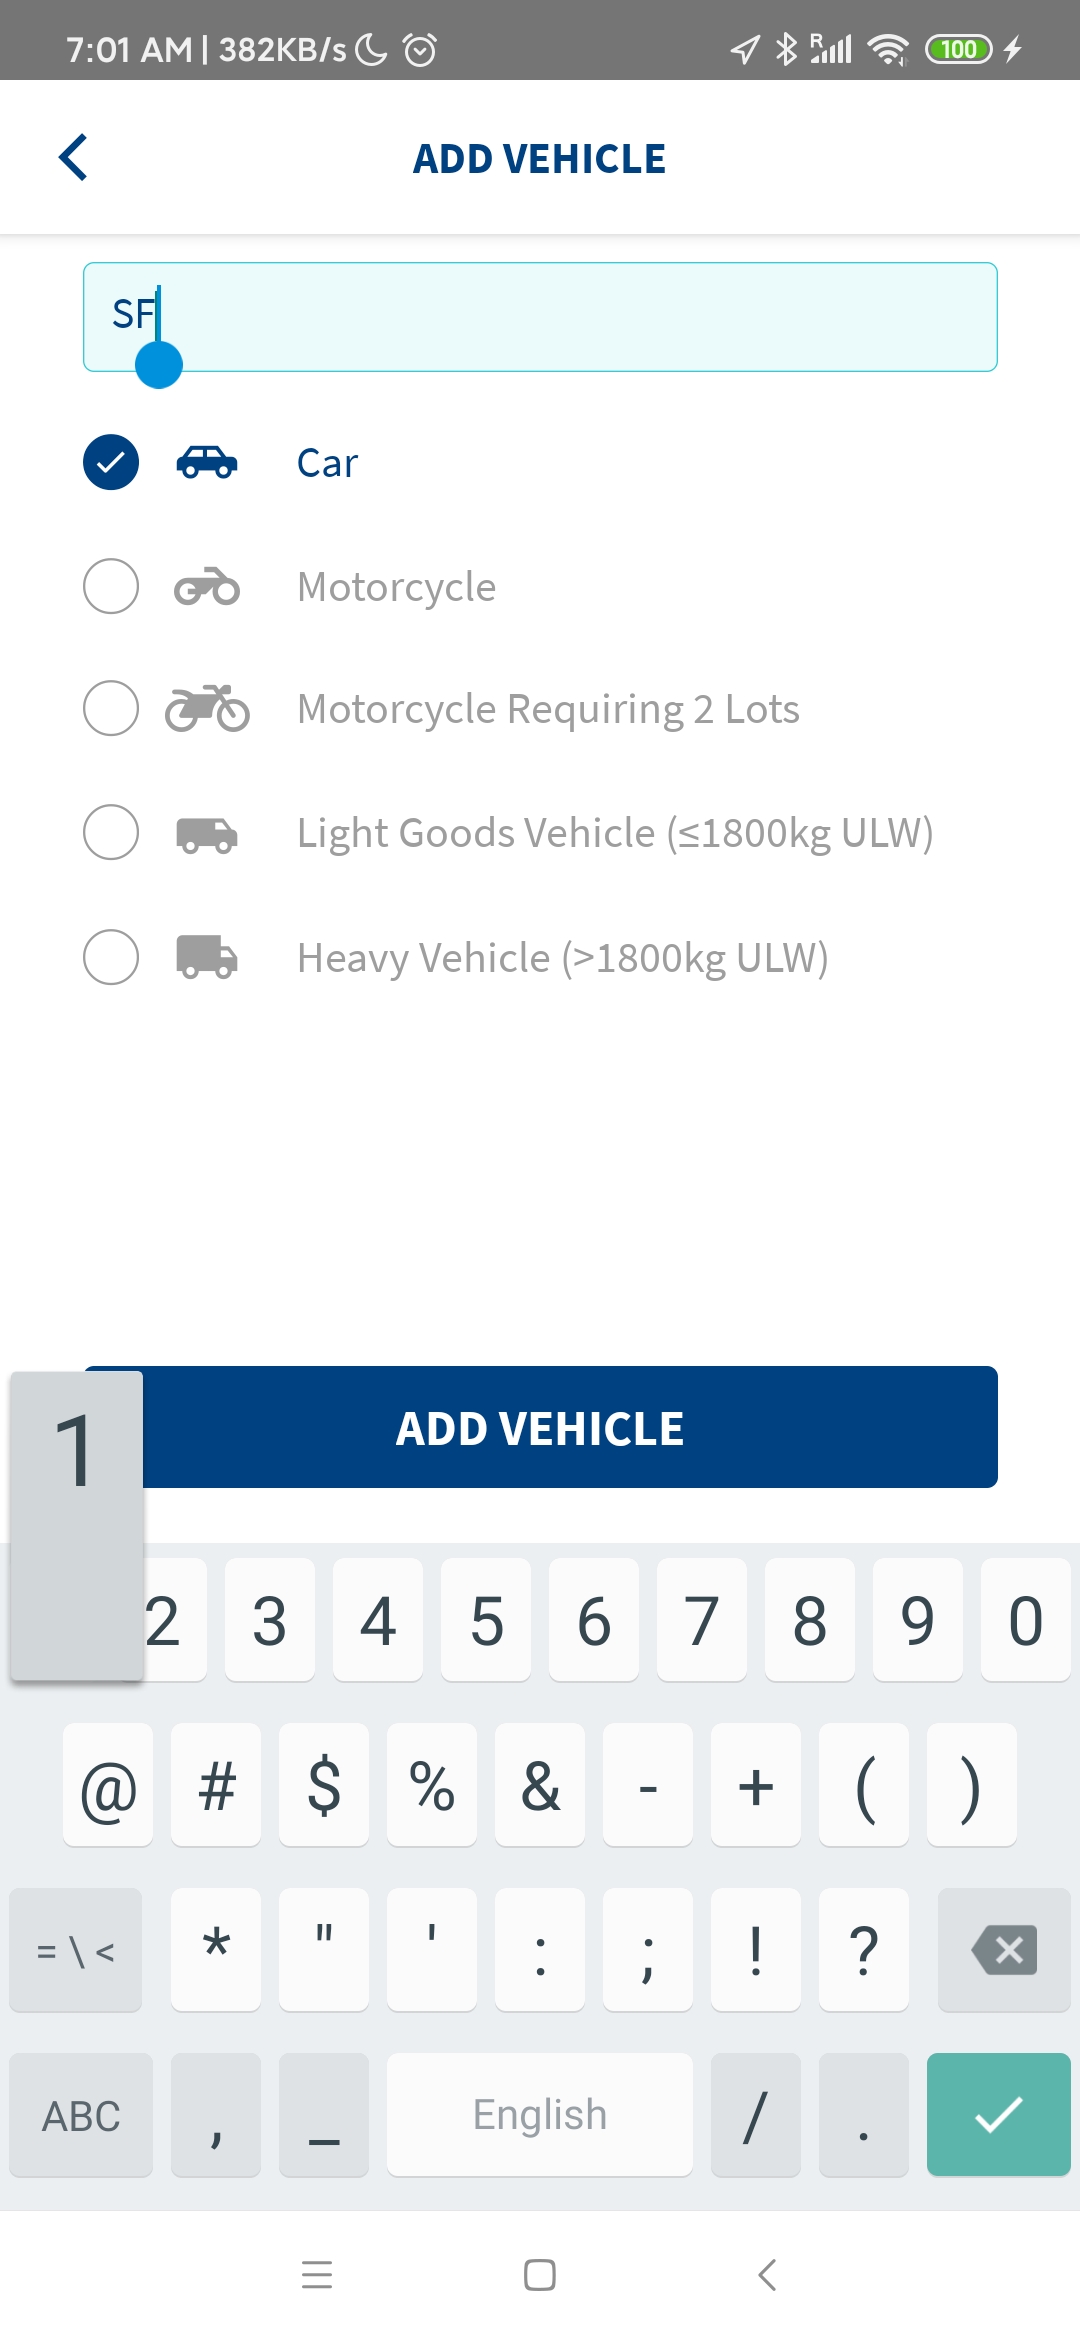 7:01 AM | 382KB/s R 100
ADD VEHICLE
SF
Car
Motorcycle
Motorcycle Requiring 2 Lots
Light Goods Vehicle (≤1800kg ULW)
Heavy Vehicle (>1800kg ULW)
ADD VEHICLE
1
2 3 4 5 6 7 8 9 0
@ # $ % & - + ( )
= \ < * " ' : ; ! ?
ABC , _ English / .